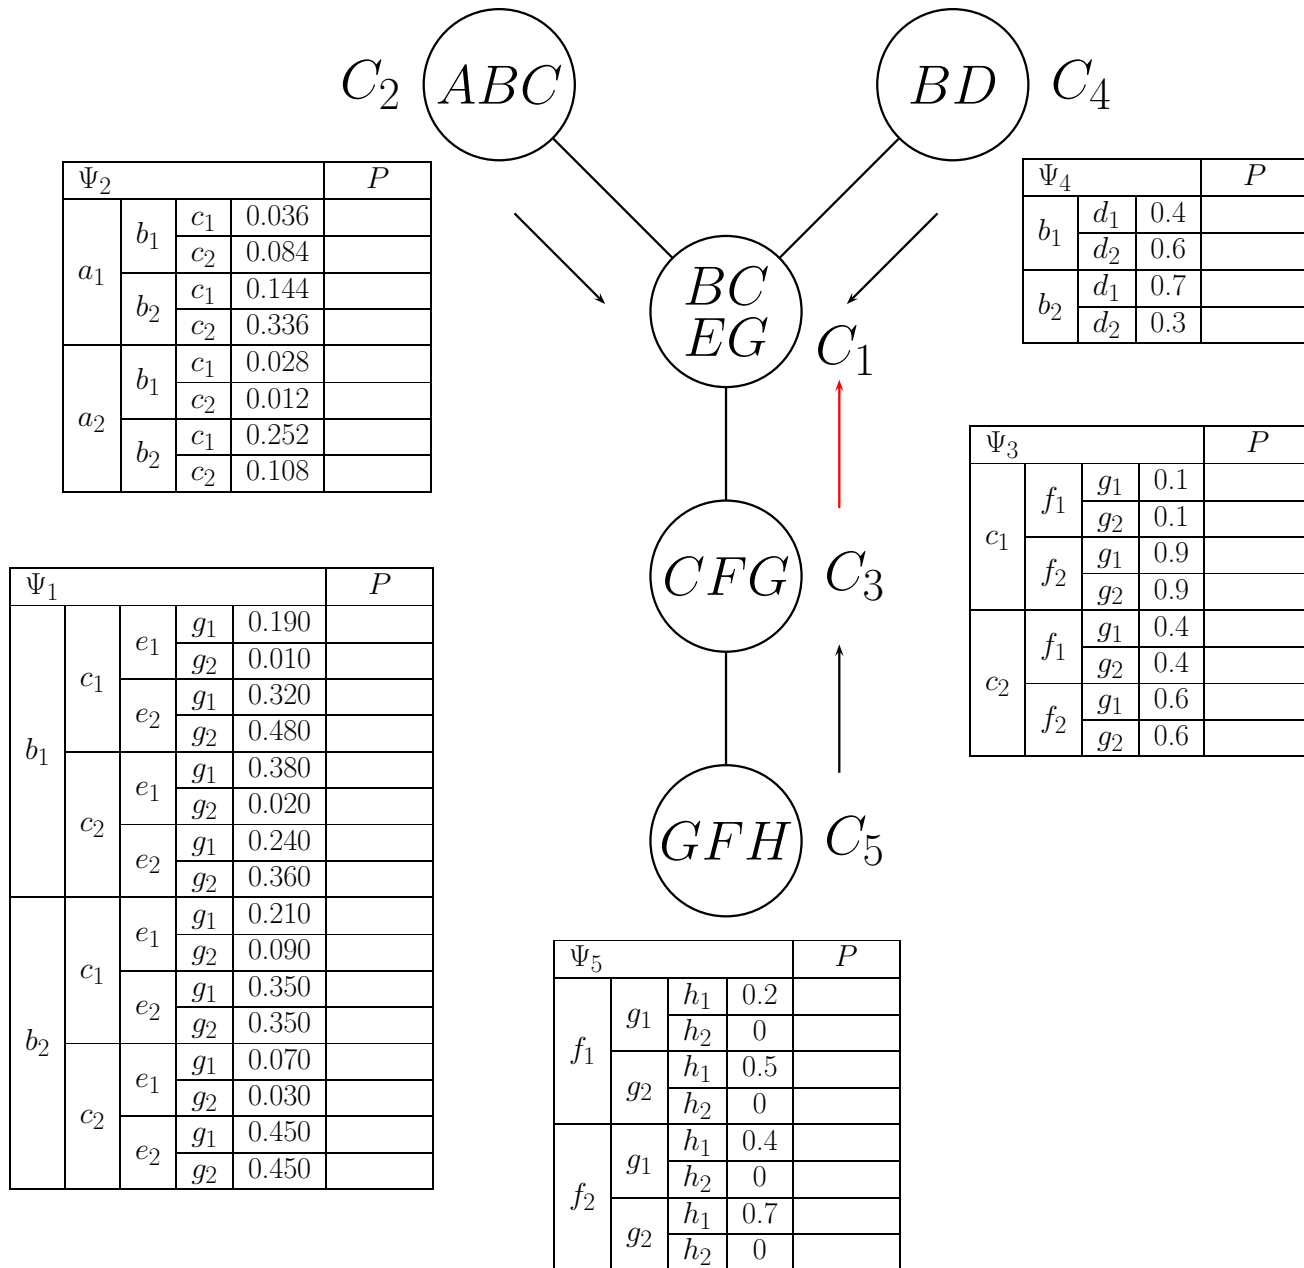 C2 ABC
BD C4
Ψ2 P
a1 b1 c1 0.036
c2 0.084
b2 c1 0.144
c2 0.336
a2 b1 c1 0.028
c2 0.012
b2 c1 0.252
c2 0.108
Ψ4 P
b1 d1 0.4
d2 0.6
b2 d1 0.7
d2 0.3
BC
EG
C1
Ψ3 P
c1 f1 g1 0.1
g2 0.1
f2 g1 0.9
g2 0.9
c2 f1 g1 0.4
g2 0.4
f2 g1 0.6
g2 0.6
CFG C3
Ψ1 P
b1 c1 e1 g1 0.190
g2 0.010
e2 g1 0.320
g2 0.480
c2 e1 g1 0.380
g2 0.020
e2 g1 0.240
g2 0.360
b2 c1 e1 g1 0.210
g2 0.090
e2 g1 0.350
g2 0.350
c2 e1 g1 0.070
g2 0.030
e2 g1 0.450
g2 0.450
GFH C5
Ψ5 P
f1 g1 h1 0.2
h2 0
g2 h1 0.5
h2 0
f2 g1 h1 0.4
h2 0
g2 h1 0.7
h2 0